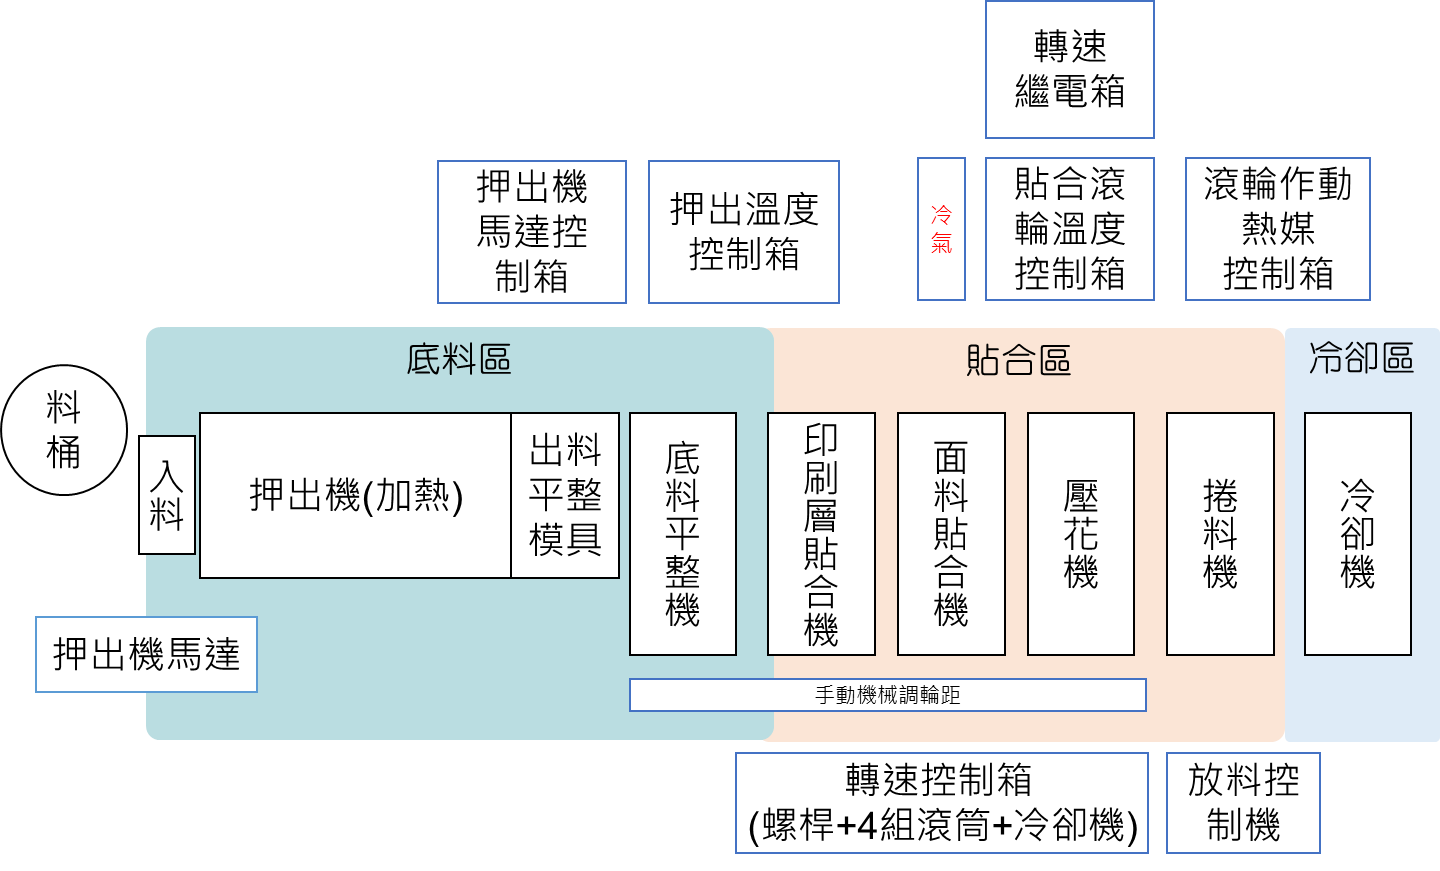 轉速
繼電箱
押出機
馬達控
制箱
押出溫度
控制箱
冷
氣
貼合滾
輪溫度
控制箱
滾輪作動
熱媒
控制箱
底料區
貼合區
冷卻區
料
桶
入料
押出機(加熱)
出料
平整
模具
底料平整機
印刷層貼合機
面料貼合機
壓花機
捲料機
冷卻機
押出機馬達
手動機械調輪距
轉速控制箱
(螺桿+4組滾筒+冷卻機)
放料控
制機